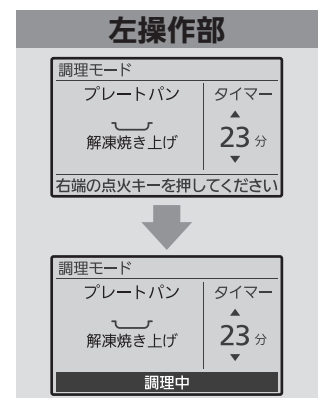 左操作部
調理モード
プレートパン
タイマー
▲
解凍焼き上げ
23分
▼
右端の点火キーを押してください
調理モード
プレートパン
タイマー
▲
解凍焼き上げ
23分
▼
調理中